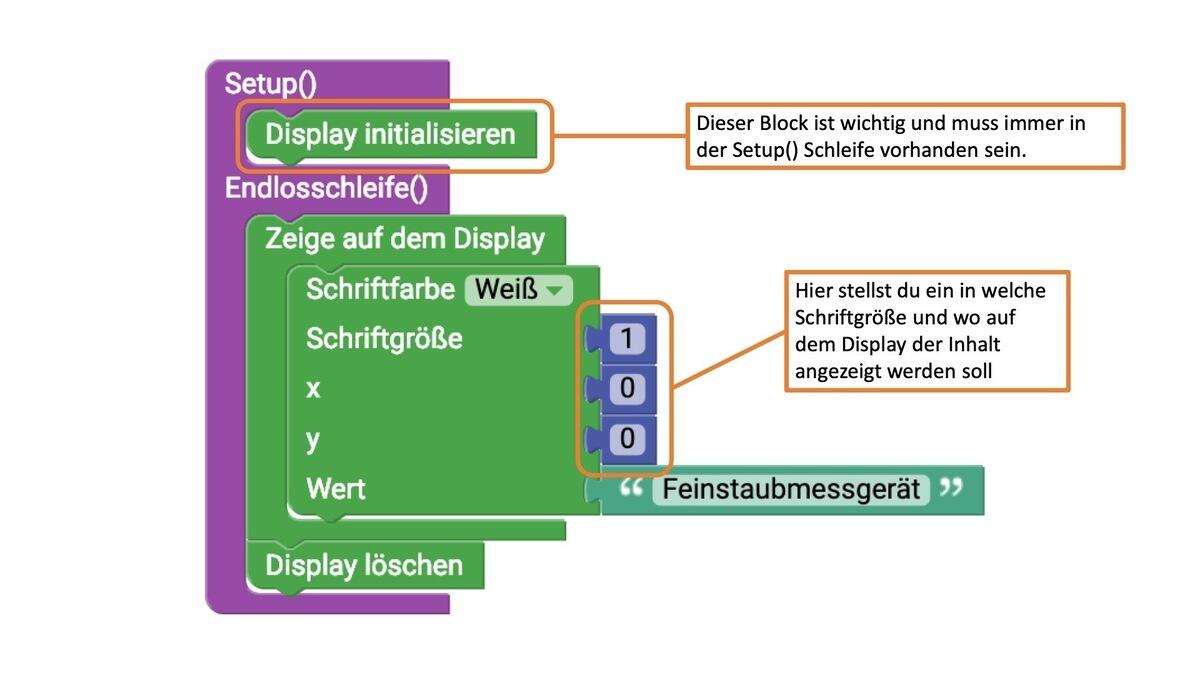 Setup()
Display initialisieren
Dieser Block ist wichtig und muss immer in
der Setup() Schleife vorhanden sein.
Endlosschleife()
Zeige auf dem Display
Schriftfarbe Weiß
Schriftgröße 1
x 0
y 0
Wert “ Feinstaubmessgerät ”
Hier stellst du ein in welche
Schriftgröße und wo auf
dem Display der Inhalt
angezeigt werden soll
Display löschen